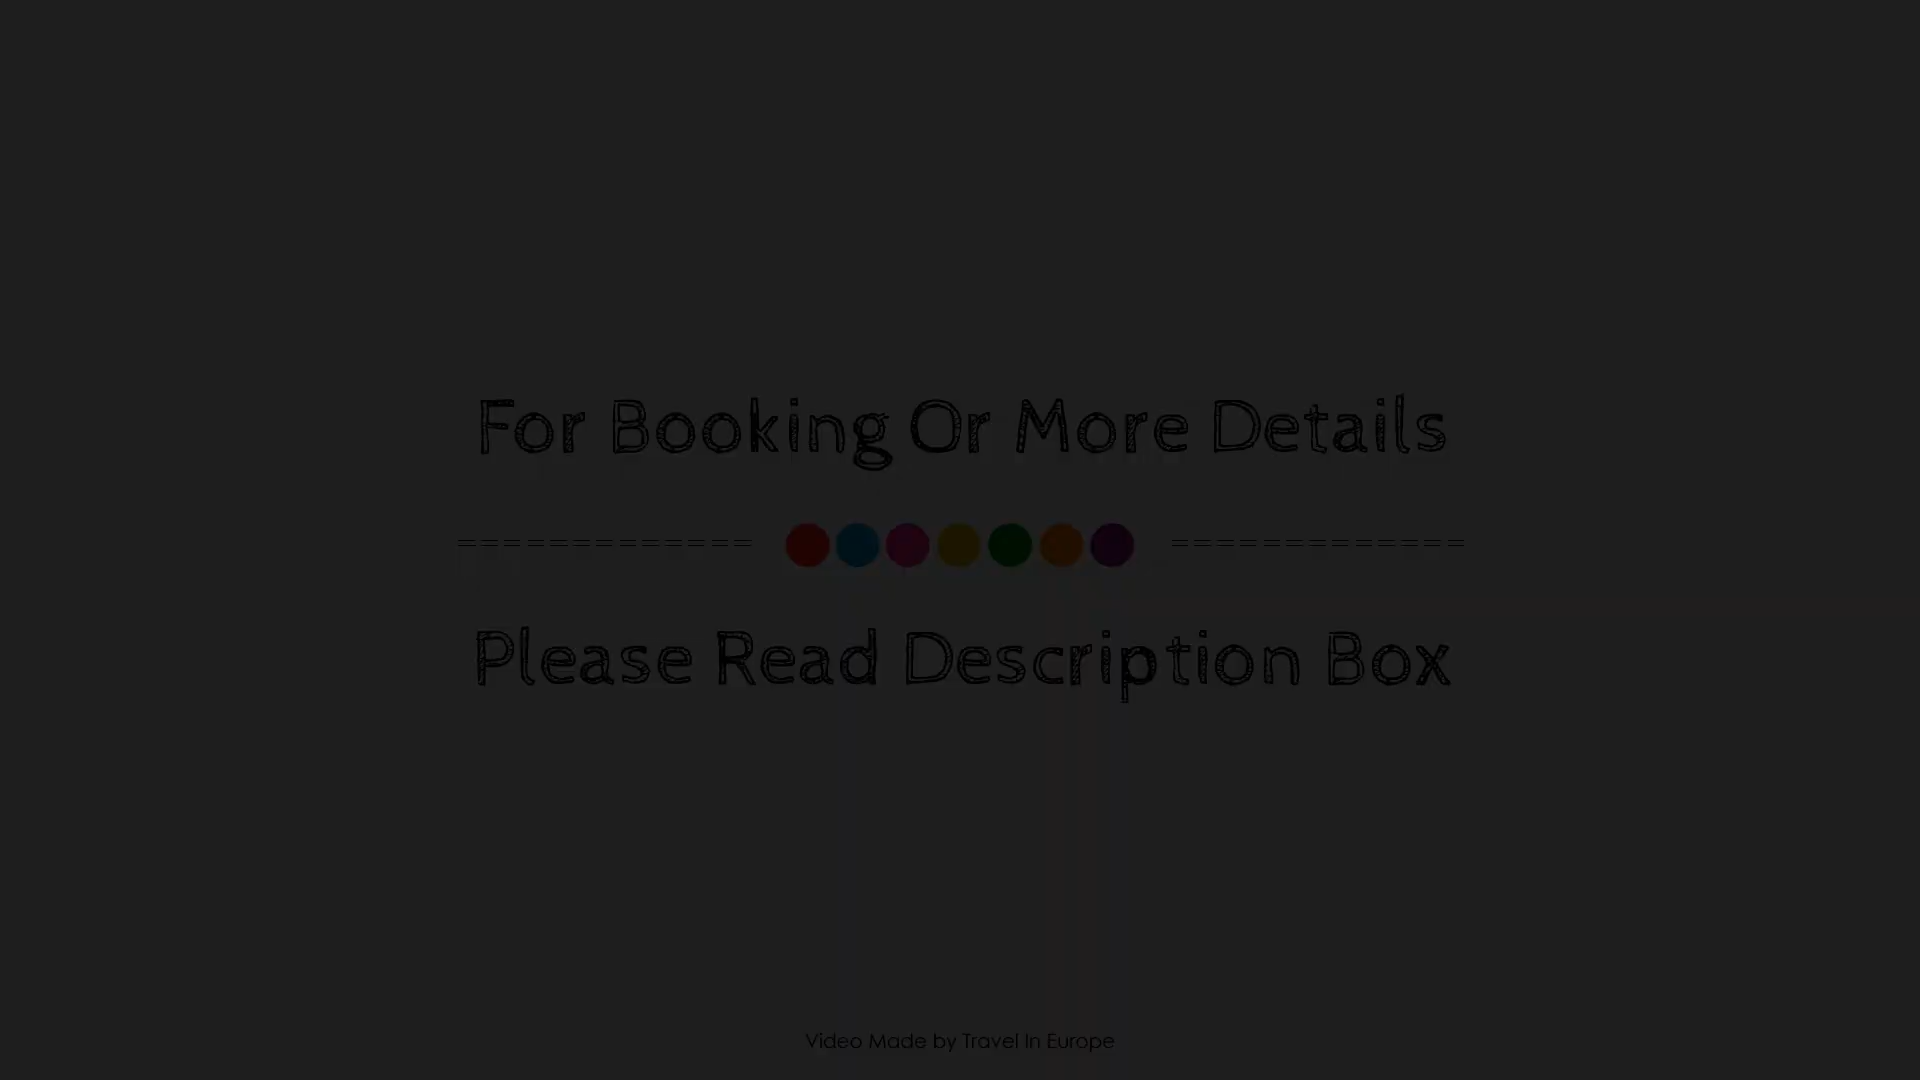 For Booking Or More Details
============= =============
Please Read Description Box
Video Made by Travel In Europe